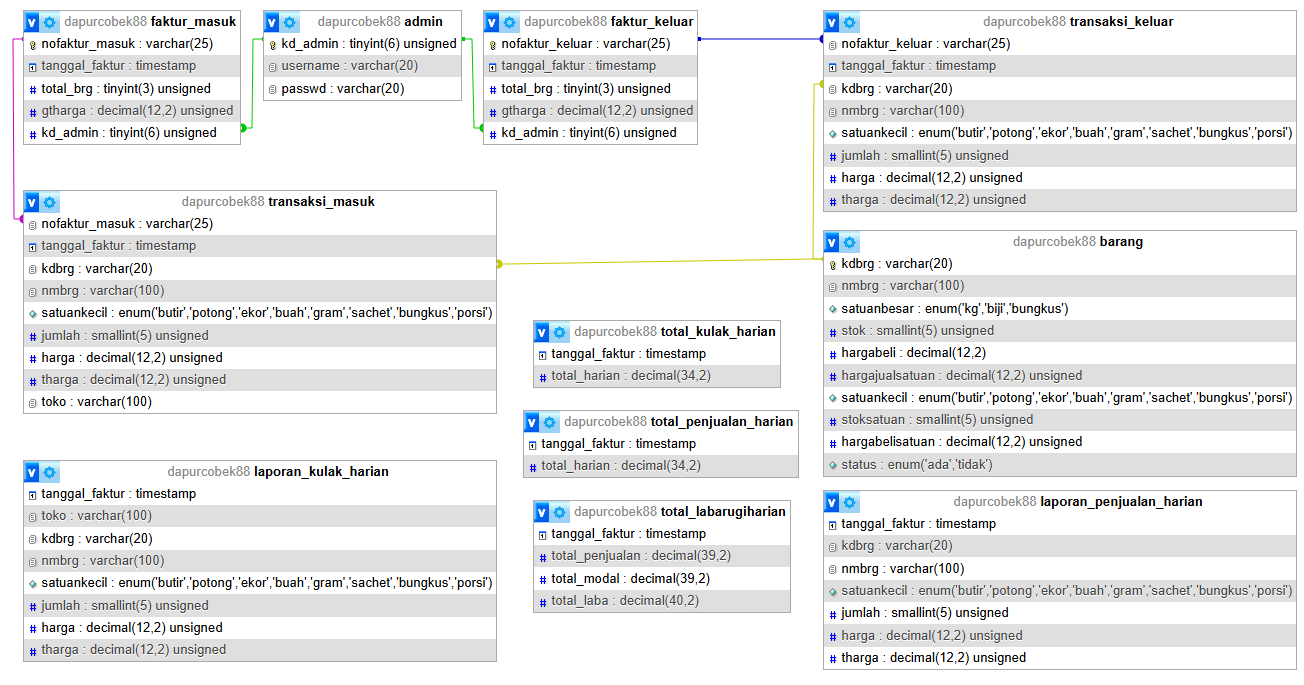 dapurcobek88 faktur_masuk
nofaktur_masuk : varchar(25)
tanggal_faktur : timestamp
total_brg : tinyint(3) unsigned
gtharga : decimal(12,2) unsigned
kd_admin : tinyint(6) unsigned
dapurcobek88 admin
kd_admin : tinyint(6) unsigned
username : varchar(20)
passwd : varchar(20)
dapurcobek88 faktur_keluar
nofaktur_keluar : varchar(25)
tanggal_faktur : timestamp
total_brg : tinyint(3) unsigned
gtharga : decimal(12,2) unsigned
kd_admin : tinyint(6) unsigned
dapurcobek88 transaksi_keluar
nofaktur_keluar : varchar(25)
tanggal_faktur : timestamp
kdbrg : varchar(20)
nmbrg : varchar(100)
satuankecil : enum('butir','potong','ekor','buah','gram','sachet','bungkus','porsi')
jumlah : smallint(5) unsigned
harga : decimal(12,2) unsigned
tharga : decimal(12,2) unsigned
dapurcobek88 transaksi_masuk
nofaktur_masuk : varchar(25)
tanggal_faktur : timestamp
kdbrg : varchar(20)
nmbrg : varchar(100)
satuankecil : enum('butir','potong','ekor','buah','gram','sachet','bungkus','porsi')
jumlah : smallint(5) unsigned
harga : decimal(12,2) unsigned
tharga : decimal(12,2) unsigned
toko : varchar(100)
dapurcobek88 barang
kdbrg : varchar(20)
nmbrg : varchar(100)
satuanbesar : enum('kg','biji','bungkus')
stok : smallint(5) unsigned
hargabeli : decimal(12,2)
hargajualsatuan : decimal(12,2) unsigned
satuankecil : enum('butir','potong','ekor','buah','gram','sachet','bungkus','porsi')
stoksatuan : smallint(5) unsigned
hargabelisatuan : decimal(12,2) unsigned
status : enum('ada','tidak')
dapurcobek88 total_kulak_harian
tanggal_faktur : timestamp
total_harian : decimal(34,2)
dapurcobek88 total_penjualan_harian
tanggal_faktur : timestamp
total_harian : decimal(34,2)
dapurcobek88 laporan_kulak_harian
tanggal_faktur : timestamp
toko : varchar(100)
kdbrg : varchar(20)
nmbrg : varchar(100)
satuankecil : enum('butir','potong','ekor','buah','gram','sachet','bungkus','porsi')
jumlah : smallint(5) unsigned
harga : decimal(12,2) unsigned
tharga : decimal(12,2) unsigned
dapurcobek88 total_labarugiharian
tanggal_faktur : timestamp
total_penjualan : decimal(39,2)
total_modal : decimal(39,2)
total_laba : decimal(40,2)
dapurcobek88 laporan_penjualan_harian
tanggal_faktur : timestamp
kdbrg : varchar(20)
nmbrg : varchar(100)
satuankecil : enum('butir','potong','ekor','buah','gram','sachet','bungkus','porsi')
jumlah : smallint(5) unsigned
harga : decimal(12,2) unsigned
tharga : decimal(12,2) unsigned